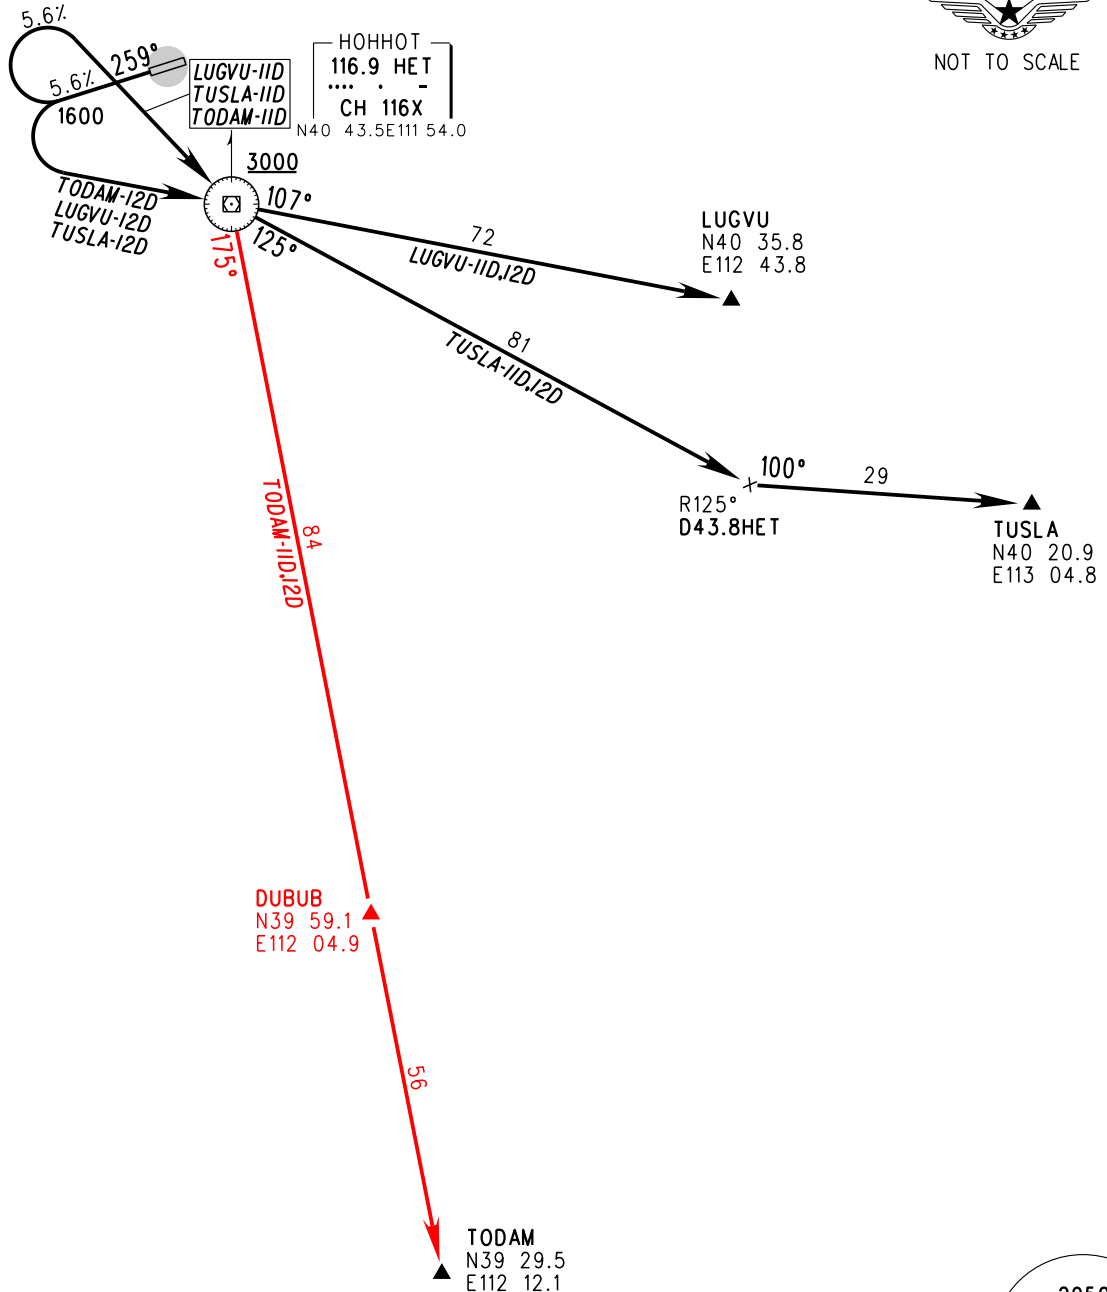 5.6%
259°
5.6%
1600
LUGVU-11D
TUSLA-11D
TODAM-11D
HOHHOT
116.9 HET
CH 116X
N40 43.5E111 54.0
NOT TO SCALE
3000
TODAM-12D
LUGVU-12D
TUSLA-12D
107°
125°
175°
72
LUGVU-11D,12D
LUGVU
N40 35.8
E112 43.8
81
TUSLA-11D,12D
100°
29
R125°
D43.8HET
TUSLA
N40 20.9
E113 04.8
84
TODAM-11D,12D
DUBUB
N39 59.1
E112 04.9
56
TODAM
N39 29.5
E112 12.1